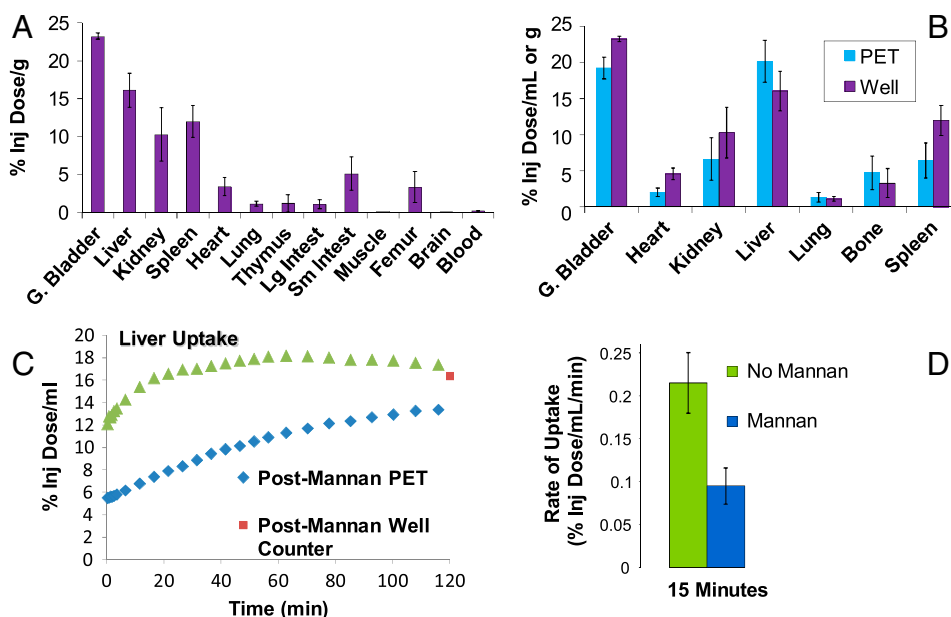 A
% Inj Dose/g
25
20
15
10
5
0
G. Bladder
Liver
Kidney
Spleen
Heart
Lung
Thymus
Lg Intest
Sm Intest
Muscle
Femur
Brain
Blood
B
% Inj Dose/mL or g
25
20
15
10
5
0
PET
Well
G. Bladder
Heart
Kidney
Liver
Lung
Bone
Spleen
C
Liver Uptake
% Inj Dose/ml
20
18
16
14
12
10
8
6
4
2
0
Post-Mannan PET
Post-Mannan Well
Counter
0
20
40
60
80
100
120
Time (min)
D
Rate of Uptake
(% Inj Dose/mL/min)
0.25
0.2
0.15
0.1
0.05
0
No Mannan
Mannan
15 Minutes